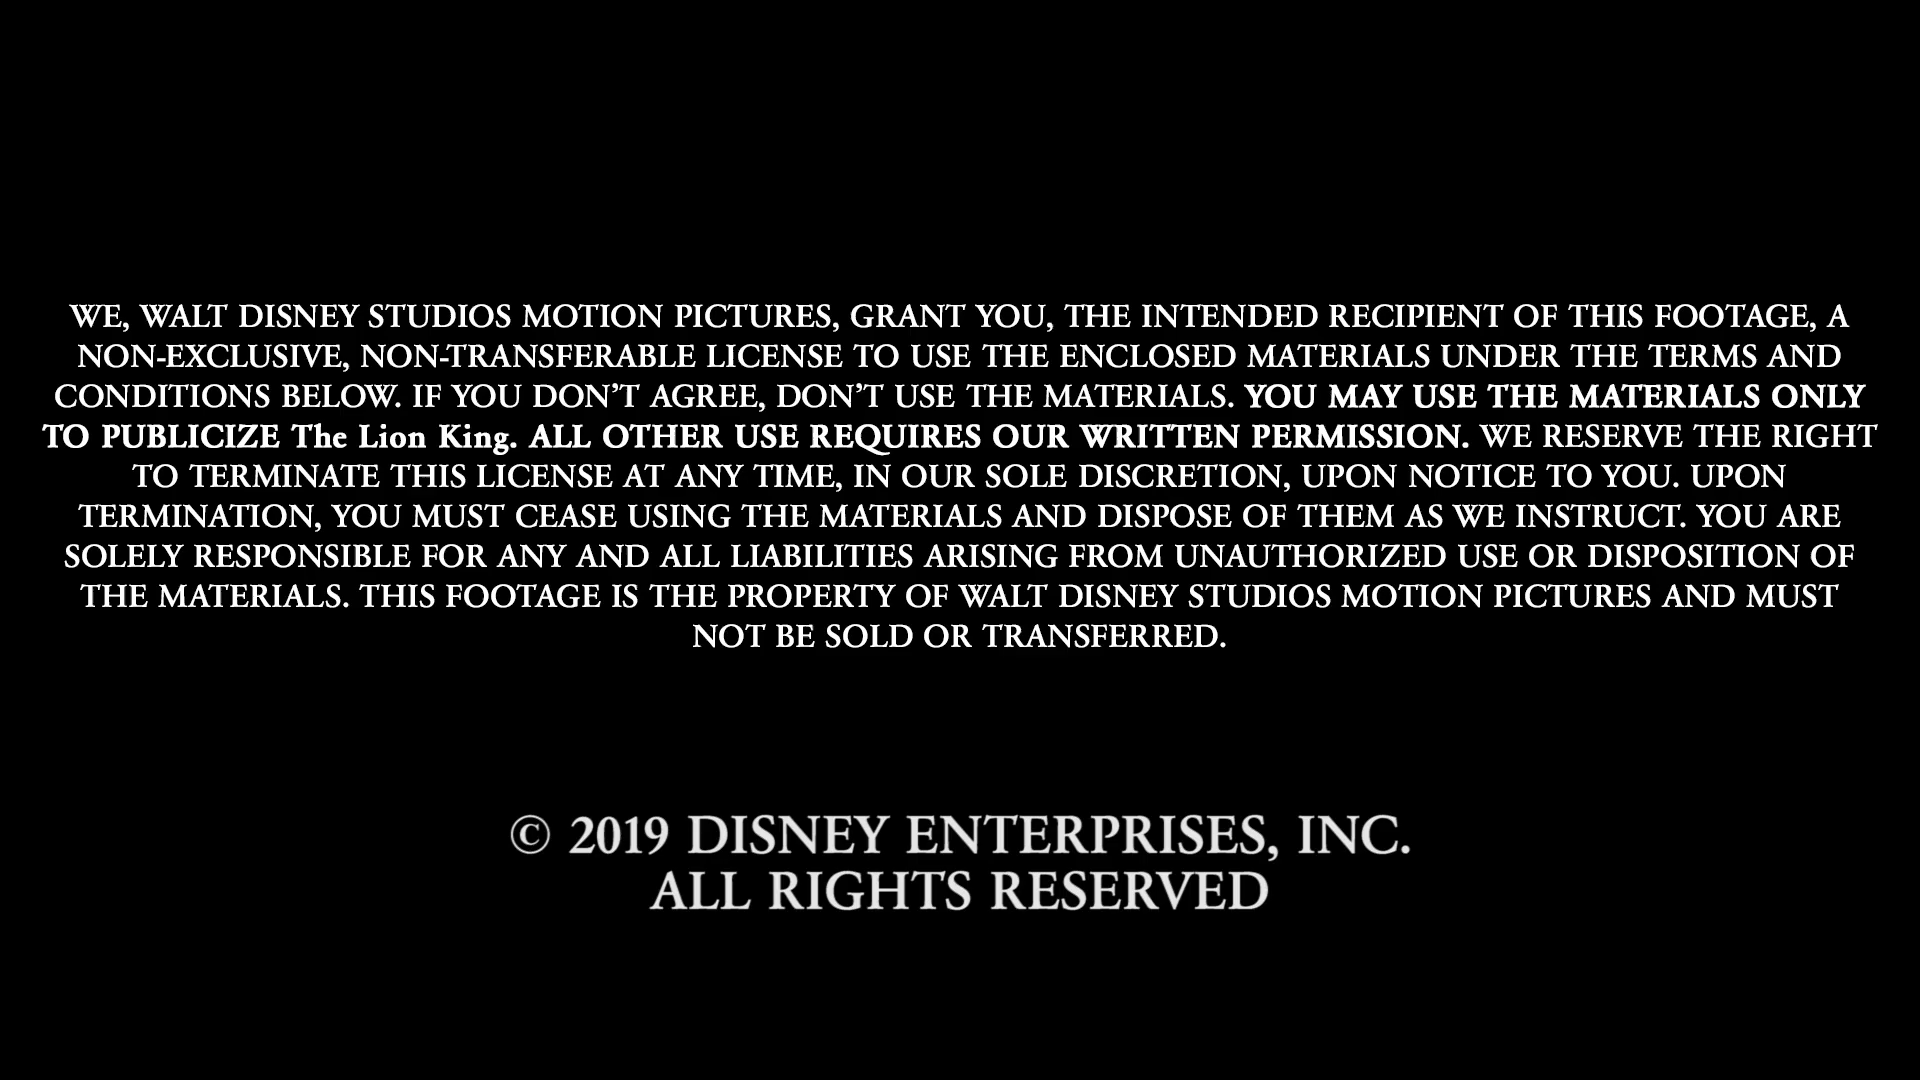 WE, WALT DISNEY STUDIOS MOTION PICTURES, GRANT YOU, THE INTENDED RECIPIENT OF THIS FOOTAGE, A
NON-EXCLUSIVE, NON-TRANSFERABLE LICENSE TO USE THE ENCLOSED MATERIALS UNDER THE TERMS AND
CONDITIONS BELOW. IF YOU DON’T AGREE, DON’T USE THE MATERIALS. YOU MAY USE THE MATERIALS ONLY
TO PUBLICIZE The Lion King. ALL OTHER USE REQUIRES OUR WRITTEN PERMISSION. WE RESERVE THE RIGHT
TO TERMINATE THIS LICENSE AT ANY TIME, IN OUR SOLE DISCRETION, UPON NOTICE TO YOU. UPON
TERMINATION, YOU MUST CEASE USING THE MATERIALS AND DISPOSE OF THEM AS WE INSTRUCT. YOU ARE
SOLELY RESPONSIBLE FOR ANY AND ALL LIABILITIES ARISING FROM UNAUTHORIZED USE OR DISPOSITION OF
THE MATERIALS. THIS FOOTAGE IS THE PROPERTY OF WALT DISNEY STUDIOS MOTION PICTURES AND MUST
NOT BE SOLD OR TRANSFERRED.
© 2019 DISNEY ENTERPRISES, INC.
ALL RIGHTS RESERVED